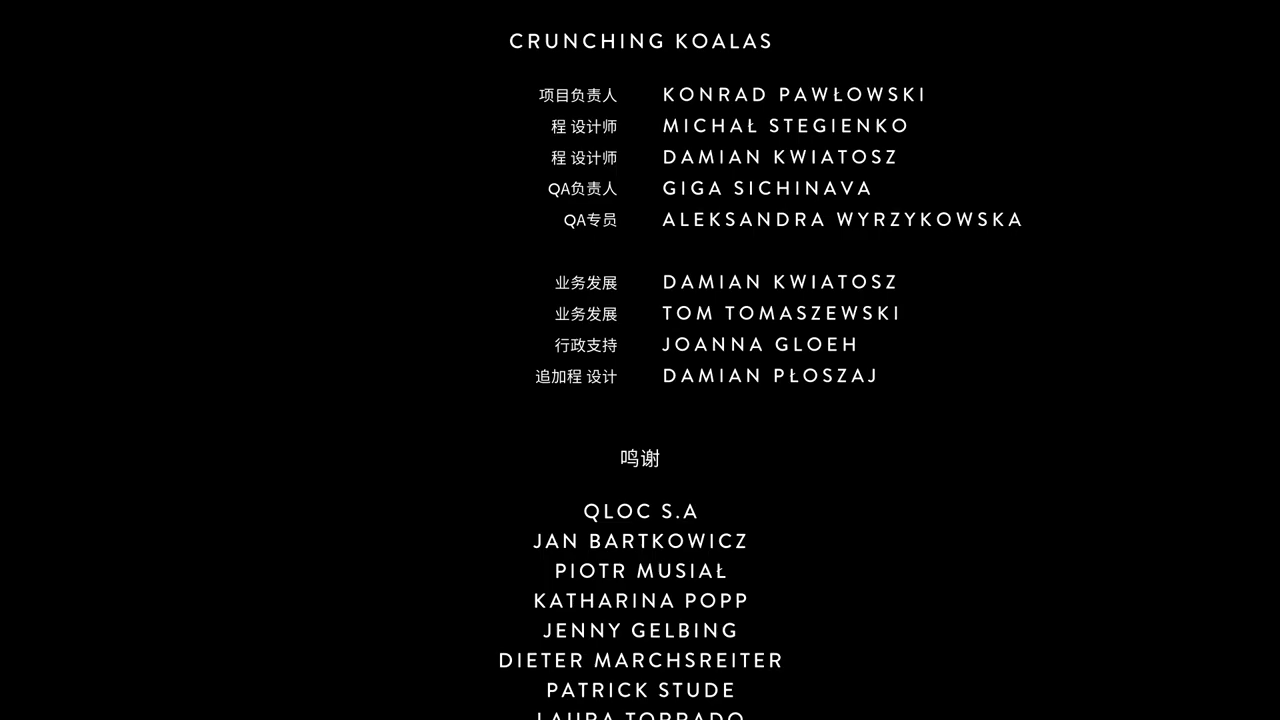 CRUNCHING KOALAS
项目负责人 KONRAD PAWŁOWSKI
程 设计师 MICHAŁ STEGIENKO
程 设计师 DAMIAN KWIATOSZ
QA负责人 GIGA SICHINAVA
QA专员 ALEKSANDRA WYRZYKOWSKA
业务发展 DAMIAN KWIATOSZ
业务发展 TOM TOMASZEWSKI
行政支持 JOANNA GLOEH
追加程 设计 DAMIAN PŁOSZAJ
鸣谢
QLOC S.A
JAN BARTKOWICZ
PIOTR MUSIAŁ
KATHARINA POPP
JENNY GELBING
DIETER MARCHSREITER
PATRICK STUDE
LAURA TORRADO